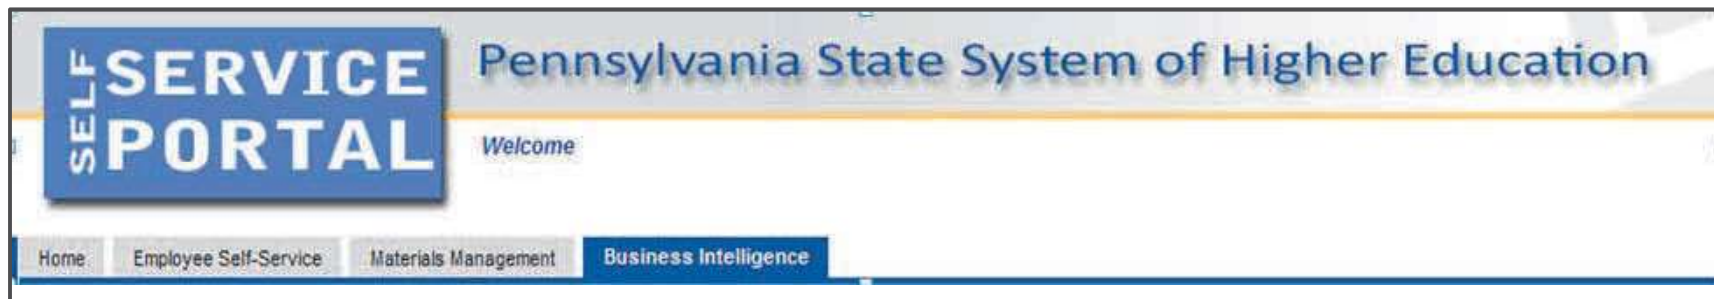 SELF SERVICE PORTAL
Pennsylvania State System of Higher Education
Welcome
Home Employee Self-Service Materials Management Business Intelligence